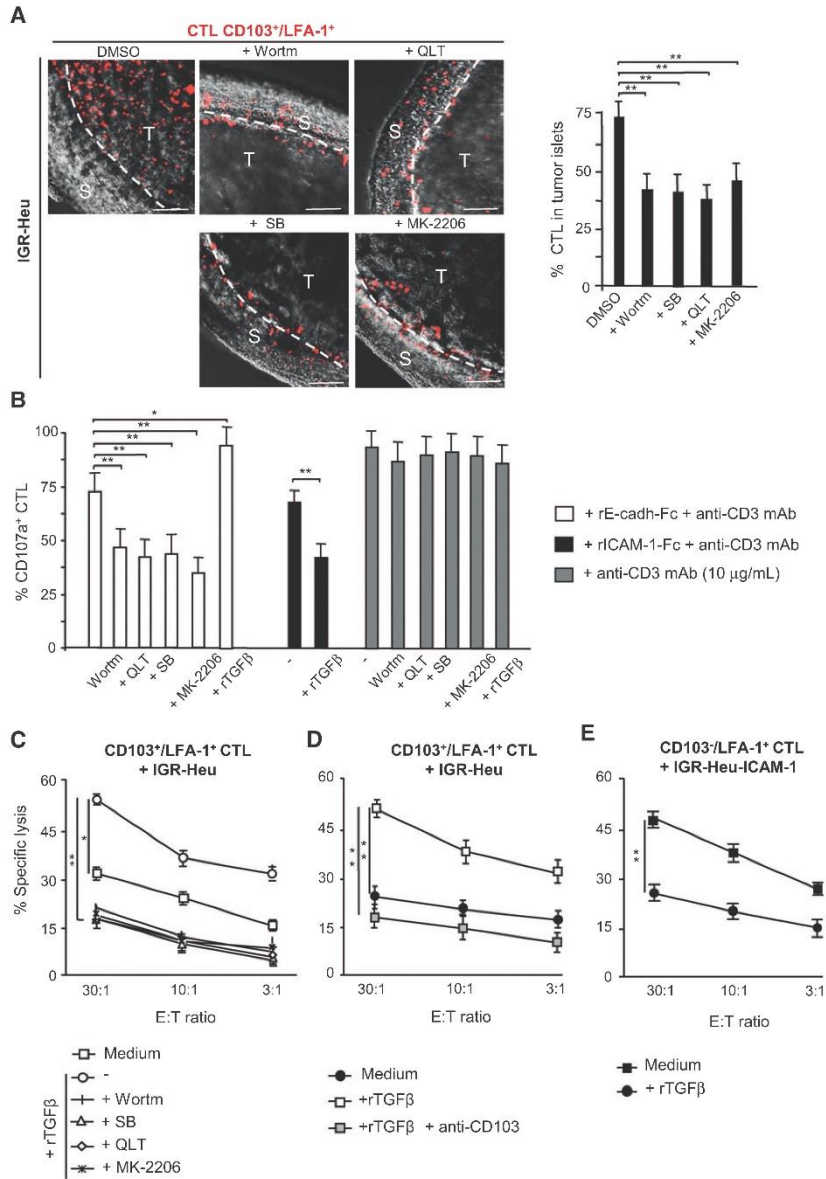 A
CTL CD103+/LFA-1+
DMSO
+ Wortm
+ QLT
IGR-Heu
T
S
S
T
S
T
+ SB
+ MK-2206
T
S
T
S
% CTL in tumor islets
75
50
25
0
**
**
**
**
DMSO
+ Wortm
+ SB
+ QLT
+ MK-2206
B
% CD107a+ CTL
100
75
50
25
0
*
**
**
**
**
**
Wortm
+ QLT
+ SB
+ MK-2206
+ rTGFβ
-
+ rTGFβ
-
Wortm
+ QLT
+ SB
+ MK-2206
+ rTGFβ
+ rE-cadh-Fc + anti-CD3 mAb
+ rICAM-1-Fc + anti-CD3 mAb
+ anti-CD3 mAb (10 μg/mL)
C
CD103+/LFA-1+ CTL
+ IGR-Heu
% Specific lysis
60
45
30
15
0
**
*
30:1
10:1
3:1
E:T ratio
Medium
+ rTGFβ
-
+ Wortm
+ SB
+ QLT
+ MK-2206
D
CD103+/LFA-1+ CTL
+ IGR-Heu
60
45
30
15
0
**
**
30:1
10:1
3:1
E:T ratio
Medium
+rTGFβ
+rTGFβ + anti-CD103
E
CD103-/LFA-1+ CTL
+ IGR-Heu-ICAM-1
60
45
30
15
0
**
30:1
10:1
3:1
E:T ratio
Medium
+ rTGFβ